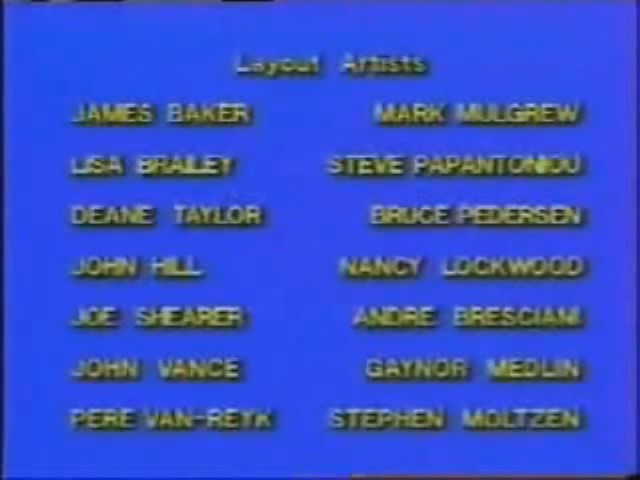 Layout Artists
JAMES BAKER MARK MULGREW
LISA BRAILEY STEVE PAPANTONIOU
DEANE TAYLOR BRUCE PEDERSEN
JOHN HILL NANCY LOCKWOOD
JOE SHEARER ANDRE BRESCIANI
JOHN VANCE GAYNOR MEDLIN
PERE VAN-REYK STEPHEN MOLTZEN